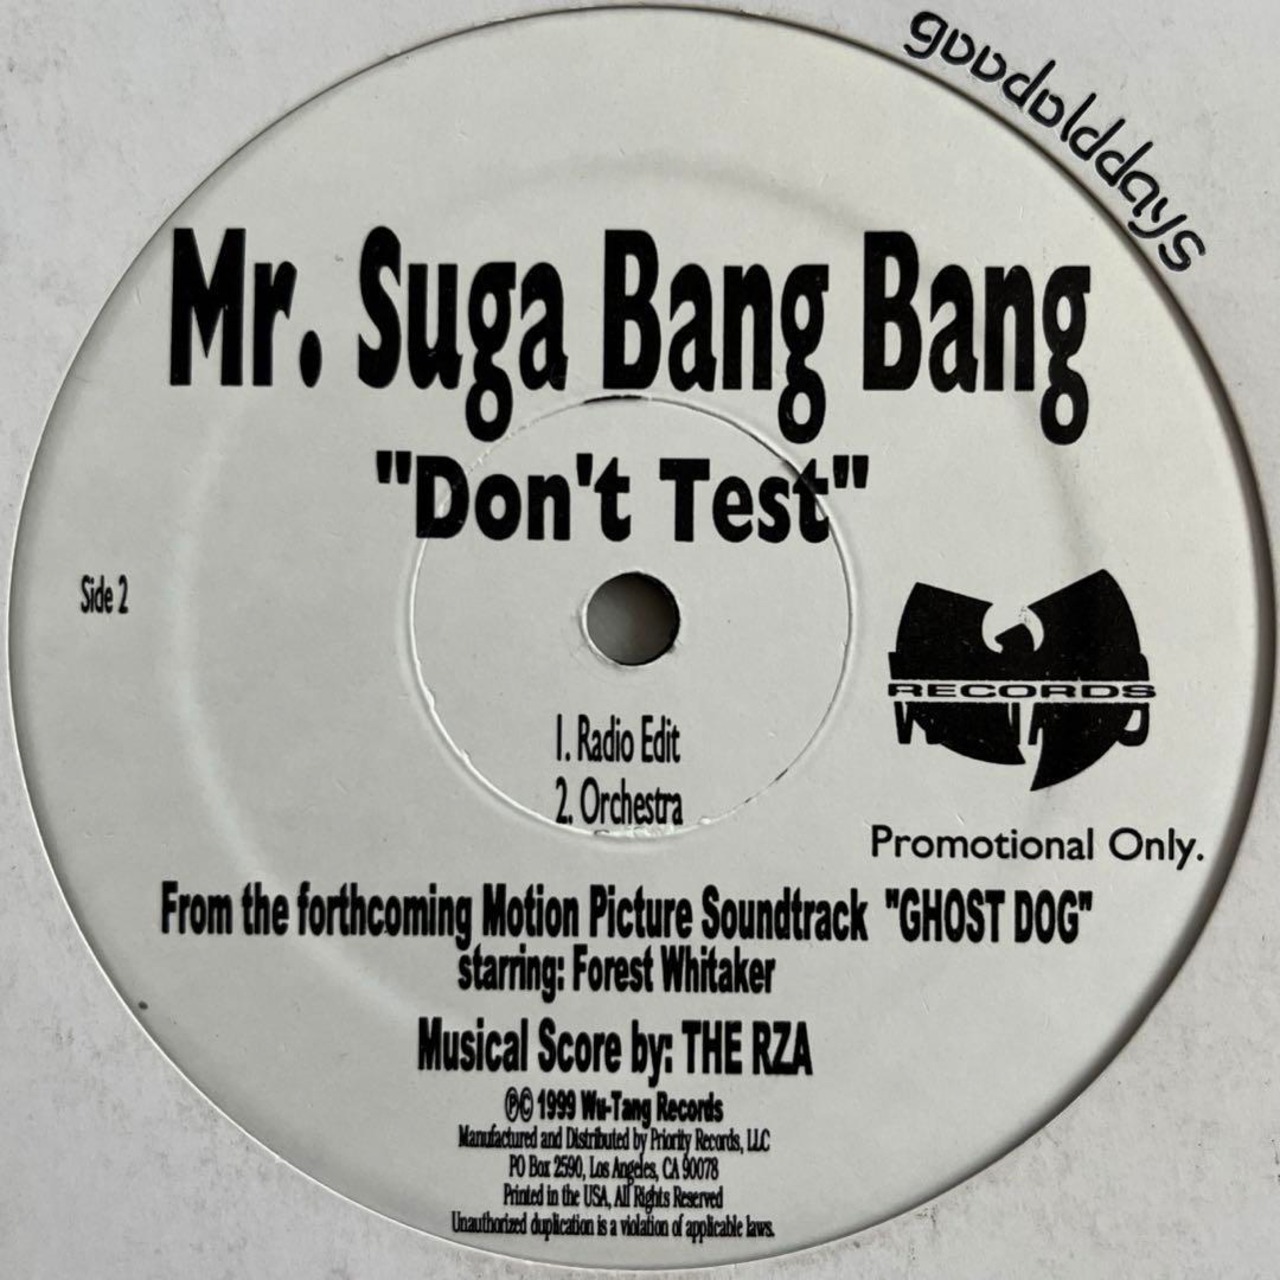 goodolddays
Mr. Suga Bang Bang
"Don't Test"
Side 2
RECORDS
1. Radio Edit
2. Orchestra
Promotional Only.
From the forthcoming Motion Picture Soundtrack "GHOST DOG"
starring: Forest Whitaker
Musical Score by: THE RZA
℗© 1999 Wu-Tang Records
Manufactured and Distributed by Priority Records, LLC
PO Box 2590, Los Angeles, CA 90078
Printed in the USA, All Rights Reserved
Unauthorized duplication is a violation of applicable laws.